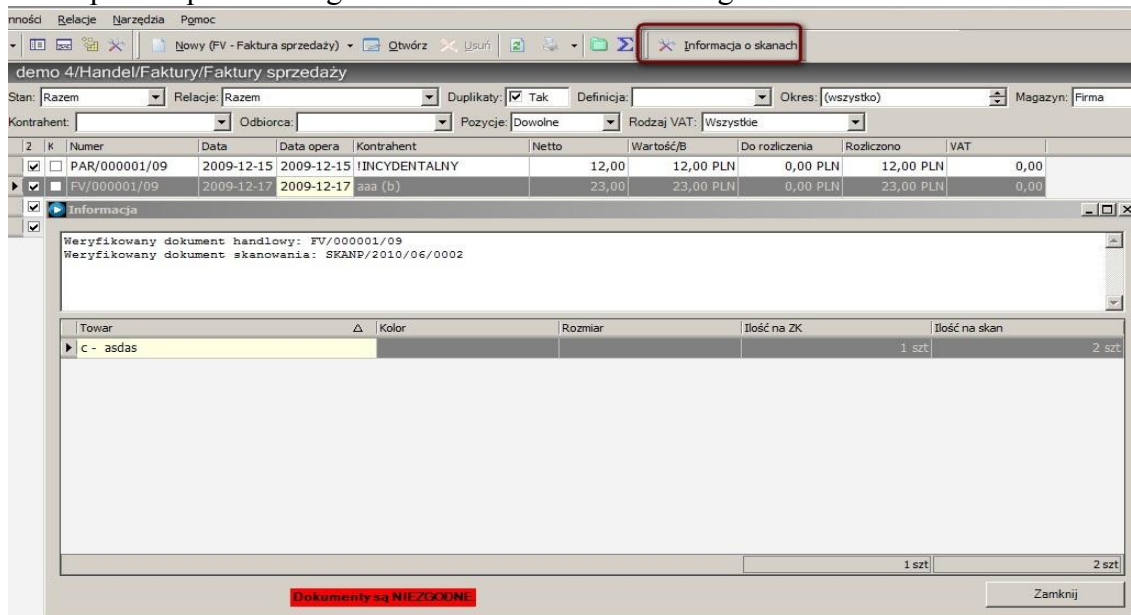 nności Relacje Narzędzia Pomoc
Nowy (FV - Faktura sprzedaży) Otwórz Usuń Σ Informacja o skanach
demo 4/Handel/Faktury/Faktury sprzedaży
Stan: Razem Relacje: Razem Duplikaty: Tak Definicja: Okres: (wszystko) Magazyn: Firma
Kontrahent: Odbiorca: Pozycje: Dowolne Rodzaj VAT: Wszystkie
2 K Numer Data Data opera Kontrahent Netto Wartość/B Do rozliczenia Rozliczono VAT
PAR/000001/09 2009-12-15 2009-12-15 !INCYDENTALNY 12,00 12,00 PLN 0,00 PLN 12,00 PLN 0,00
FV/000001/09 2009-12-17 2009-12-17 aaa (b) 23,00 23,00 PLN 0,00 PLN 23,00 PLN 0,00
Informacja
Weryfikowany dokument handlowy: FV/000001/09
Weryfikowany dokument skanowania: SKANP/2010/06/0002
Towar Kolor Rozmiar Ilość na ZK Ilość na skan
c - asdas 1 szt 2 szt
1 szt 2 szt
Dokumenty są NIEZGODNE
Zamknij